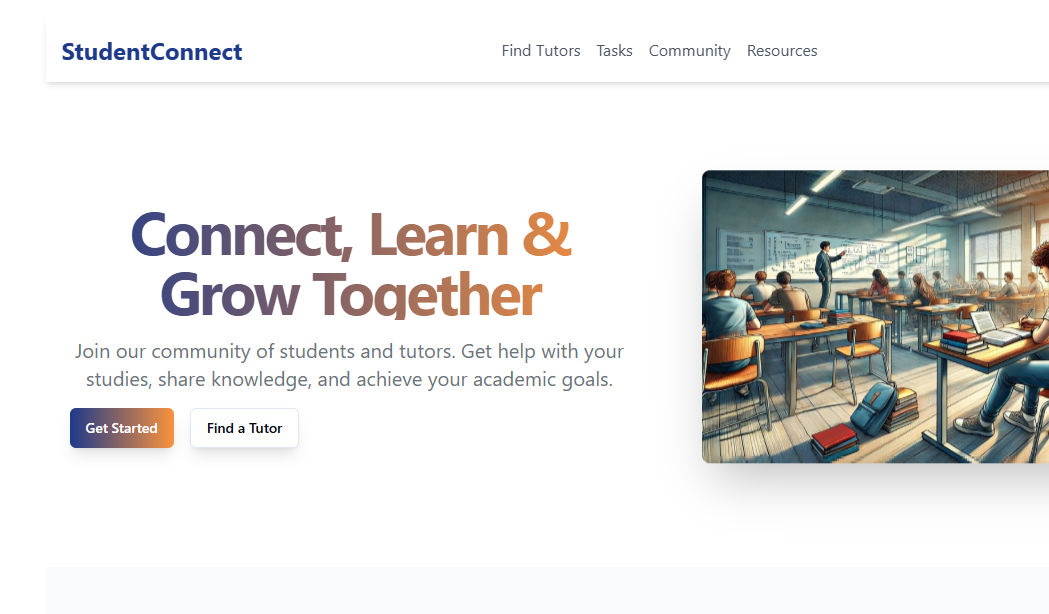 StudentConnect
Find Tutors Tasks Community Resources
Connect, Learn &
Grow Together
Join our community of students and tutors. Get help with your
studies, share knowledge, and achieve your academic goals.
Get Started Find a Tutor